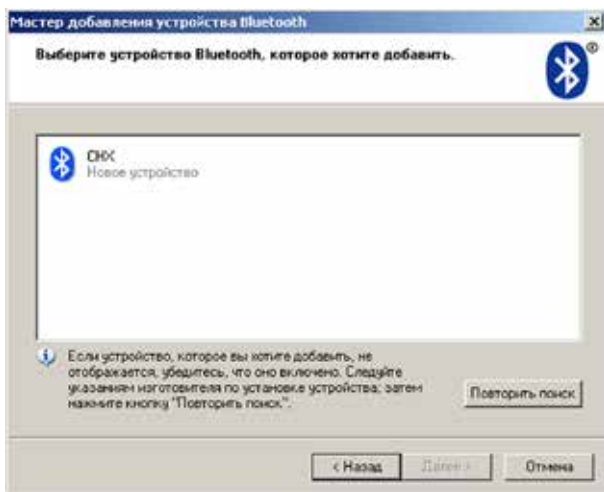 Мастер добавления устройства Bluetooth
Выберите устройство Bluetooth, которое хотите добавить.
®
СНХ
Новое устройство
Если устройство, которое вы хотите добавить, не
отображается, убедитесь, что оно включено. Следуйте
указаниям изготовителя по установке устройства; затем
нажмите кнопку "Повторить поиск".
Повторить поиск
< Назад
Далее >
Отмена